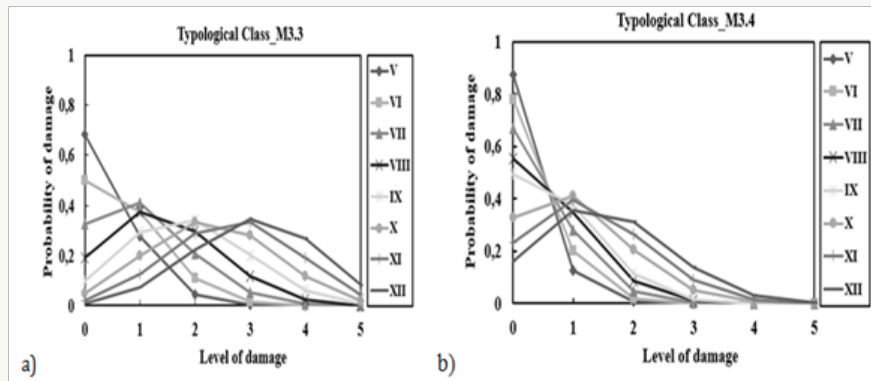 Typological Class_M3.3
Probability of damage
1
0,8
0,6
0,4
0,2
0
0 1 2 3 4 5
Level of damage
V
VI
VII
VIII
IX
X
XI
XII
a)
Typological Class_M3.4
Probability of damage
1
0,8
0,6
0,4
0,2
0
0 1 2 3 4 5
Level of damage
V
VI
VII
VIII
IX
X
XI
XII
b)